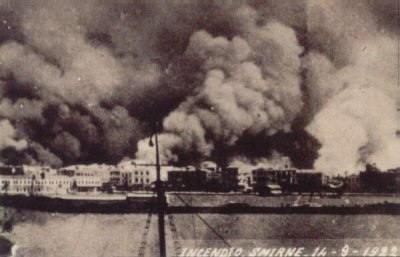 INCENDIO SMIRNE. 14-9-1922